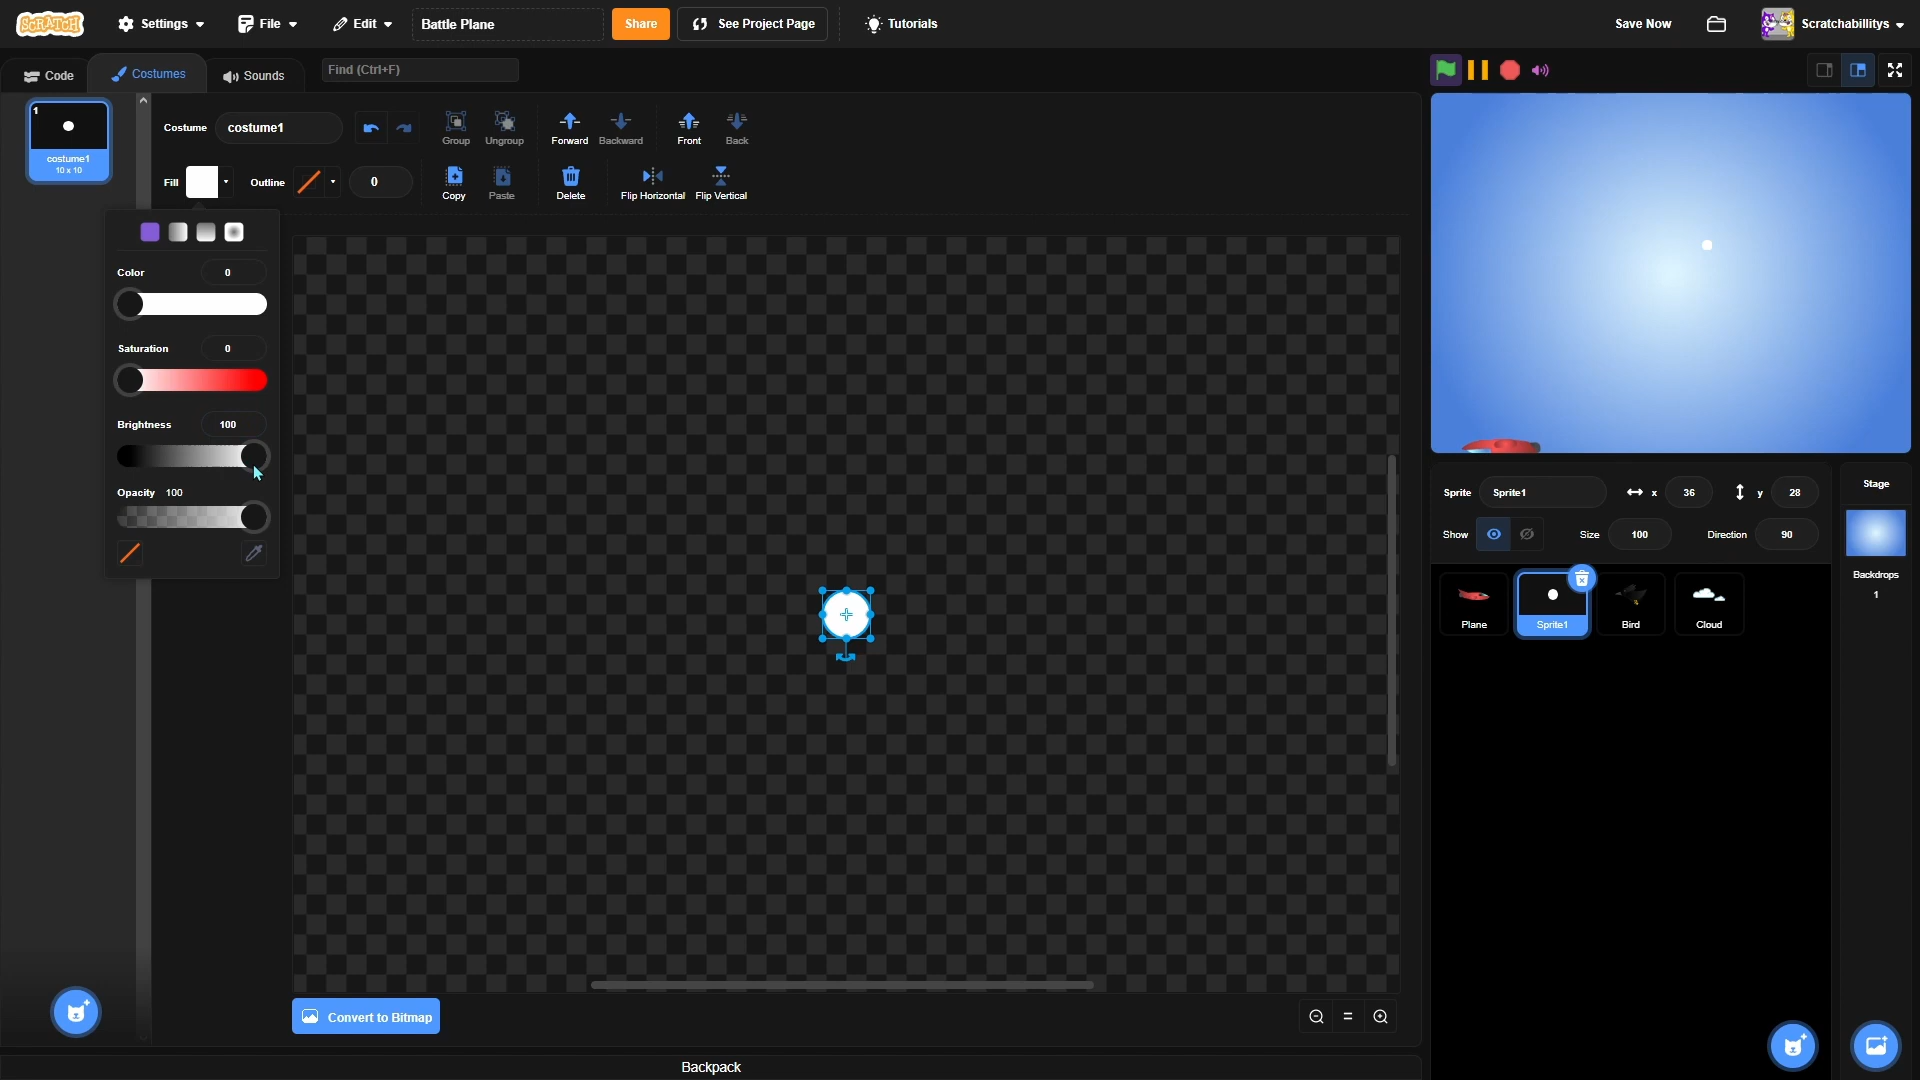 SCRATCH Settings File Edit Battle Plane Share See Project Page Tutorials Save Now Scratchabillitys
Code Costumes Sounds Find (Ctrl+F)
1
costume1
10 x 10
Costume costume1 Group Ungroup Forward Backward Front Back
Fill Outline 0 Copy Paste Delete Flip Horizontal Flip Vertical
Color 0
Saturation 0
Brightness 100
Opacity 100
Convert to Bitmap
Backpack
Sprite Sprite1 x 36 y 28
Show Size 100 Direction 90
Plane Sprite1 Bird Cloud
Stage
Backdrops
1